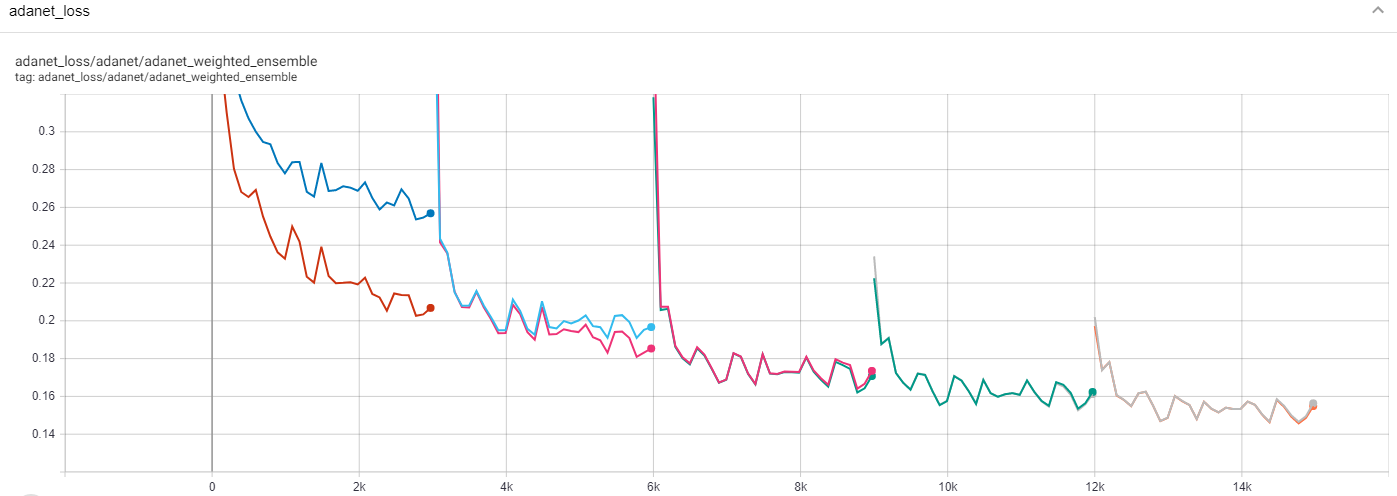 adanet_loss
adanet_loss/adanet/adanet_weighted_ensemble
tag: adanet_loss/adanet/adanet_weighted_ensemble
0.3
0.28
0.26
0.24
0.22
0.2
0.18
0.16
0.14
0 2k 4k 6k 8k 10k 12k 14k